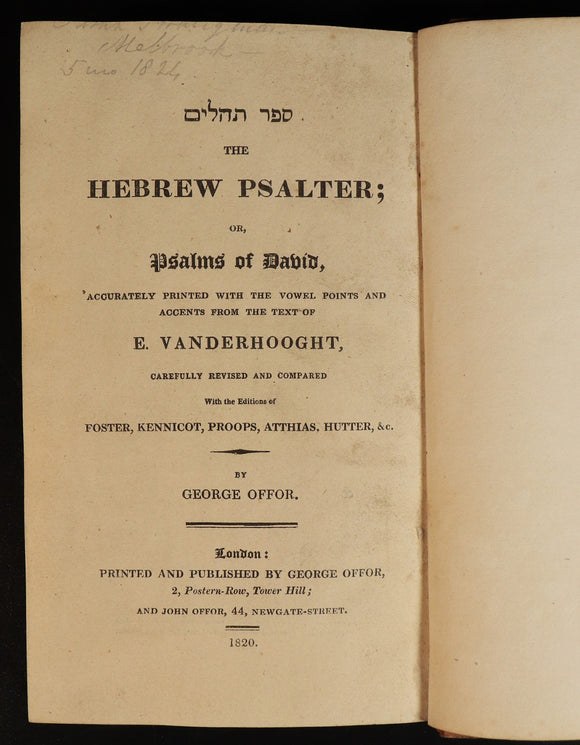 5 mo 1824
ספר תהלים.
THE
HEBREW PSALTER;
OR,
Psalms of David,
ACCURATELY PRINTED WITH THE VOWEL POINTS AND
ACCENTS FROM THE TEXT OF
E. VANDERHOOGHT,
CAREFULLY REVISED AND COMPARED
With the Editions of
FOSTER, KENNICOT, PROOPS, ATTHIAS, HUTTER, &c.
BY
GEORGE OFFOR.
London:
PRINTED AND PUBLISHED BY GEORGE OFFOR,
2, Postern-Row, Tower Hill;
AND JOHN OFFOR, 44, NEWGATE-STREET.
1820.